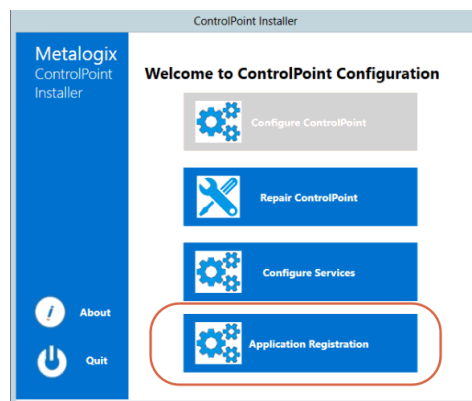 ControlPoint Installer
Metalogix
ControlPoint
Installer
Welcome to ControlPoint Configuration
Configure ControlPoint
Repair ControlPoint
Configure Services
Application Registration
About
Quit